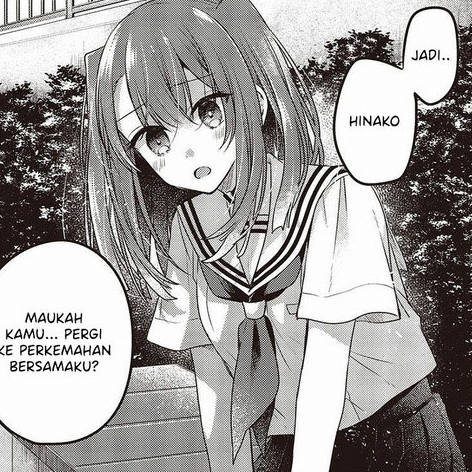 JADI..
HINAKO
MAUKAH
KAMU... PERGI
KE PERKEMAHAN
BERSAMAKU?